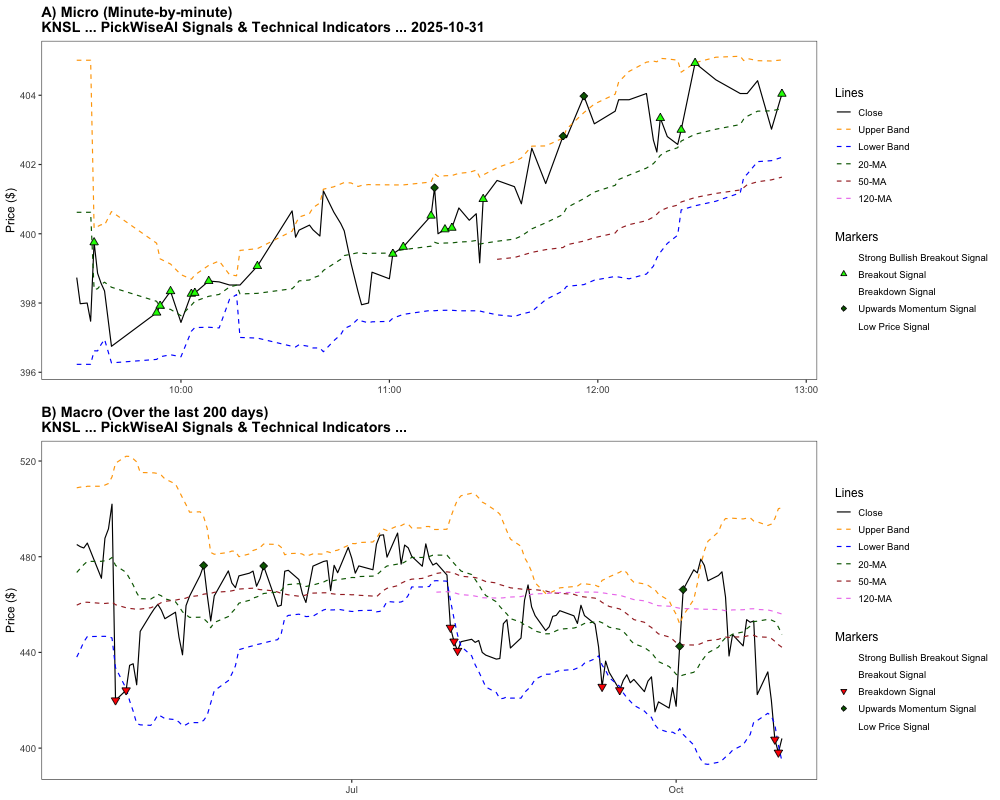 A) Micro (Minute-by-minute)
KNSL ... PickWiseAI Signals & Technical Indicators ... 2025-10-31
Price ($)
404
402
400
398
396
10:00
11:00
12:00
13:00
Lines
Close
Upper Band
Lower Band
20-MA
50-MA
120-MA
Markers
Strong Bullish Breakout Signal
Breakout Signal
Breakdown Signal
Upwards Momentum Signal
Low Price Signal
B) Macro (Over the last 200 days)
KNSL ... PickWiseAI Signals & Technical Indicators ...
Price ($)
520
480
440
400
Jul
Oct
Lines
Close
Upper Band
Lower Band
20-MA
50-MA
120-MA
Markers
Strong Bullish Breakout Signal
Breakout Signal
Breakdown Signal
Upwards Momentum Signal
Low Price Signal